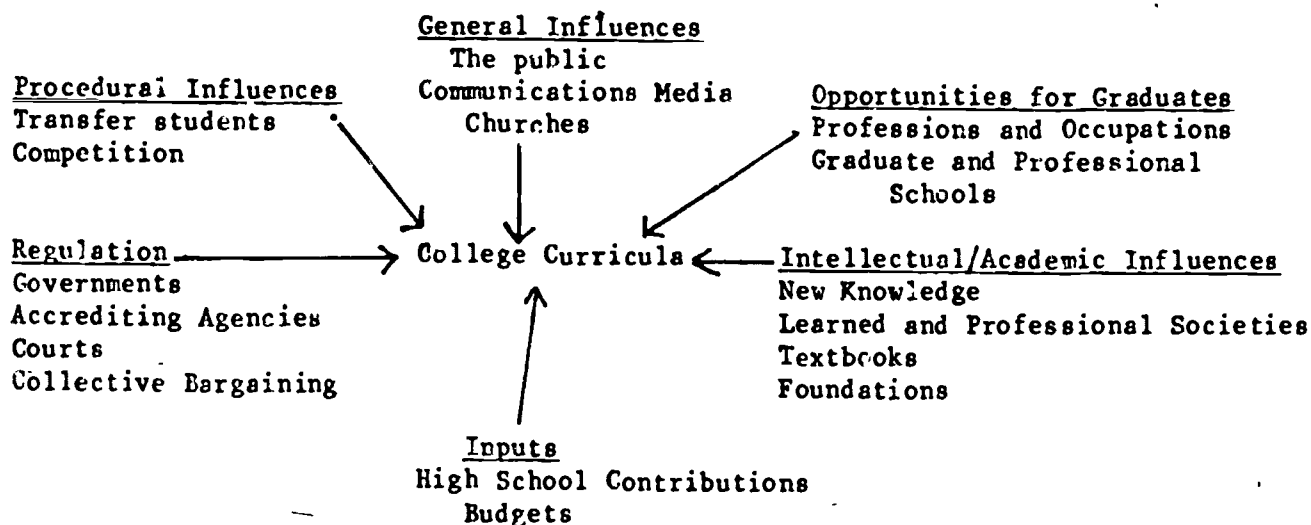 General Influences
The public
Communications Media
Churches
Procedural Influences
Transfer students
Competition
Opportunities for Graduates
Professions and Occupations
Graduate and Professional
Schools
Regulation
Governments
Accrediting Agencies
Courts
Collective Bargaining
College Curricula
Intellectual/Academic Influences
New Knowledge
Learned and Professional Societies
Textbooks
Foundations
Inputs
High School Contributions
Budgets